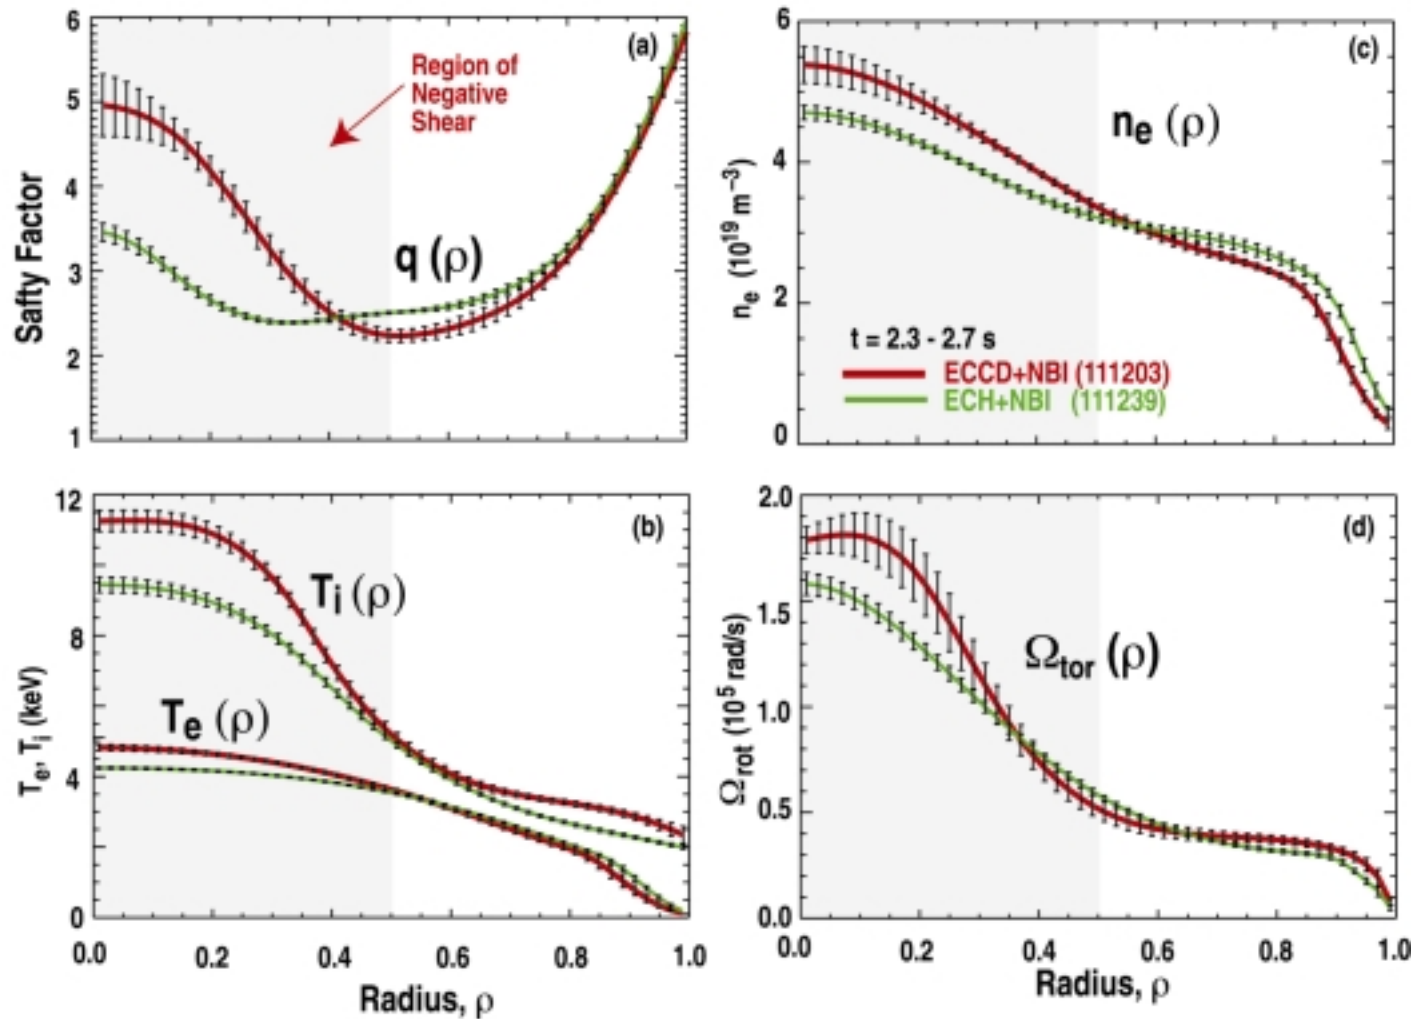 (a)
6
5
4
3
2
1
Safty Factor
Region of
Negative
Shear
q (ρ)
(c)
6
4
2
0
n_e (10^19 m^-3)
n_e (ρ)
t = 2.3 - 2.7 s
ECCD+NBI (111203)
ECH+NBI (111239)
(b)
12
8
4
0
T_e, T_i (keV)
T_i (ρ)
T_e (ρ)
0.0 0.2 0.4 0.6 0.8 1.0
Radius, ρ
(d)
2.0
1.5
1.0
0.5
0.0
Ω_rot (10^5 rad/s)
Ω_tor (ρ)
0.0 0.2 0.4 0.6 0.8 1.0
Radius, ρ